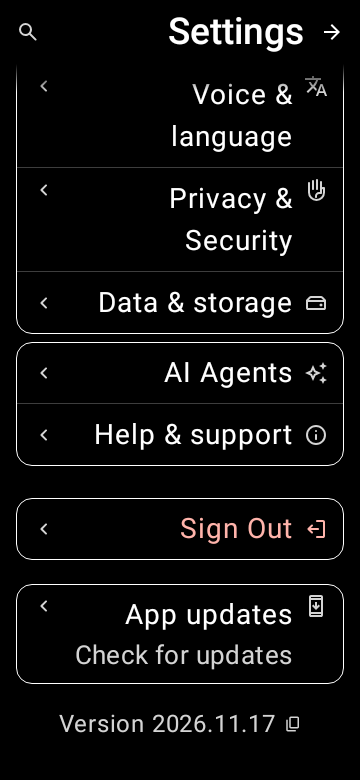 Settings
Voice &
language
Privacy &
Security
Data & storage
AI Agents
Help & support
Sign Out
App updates
Check for updates
Version 2026.11.17